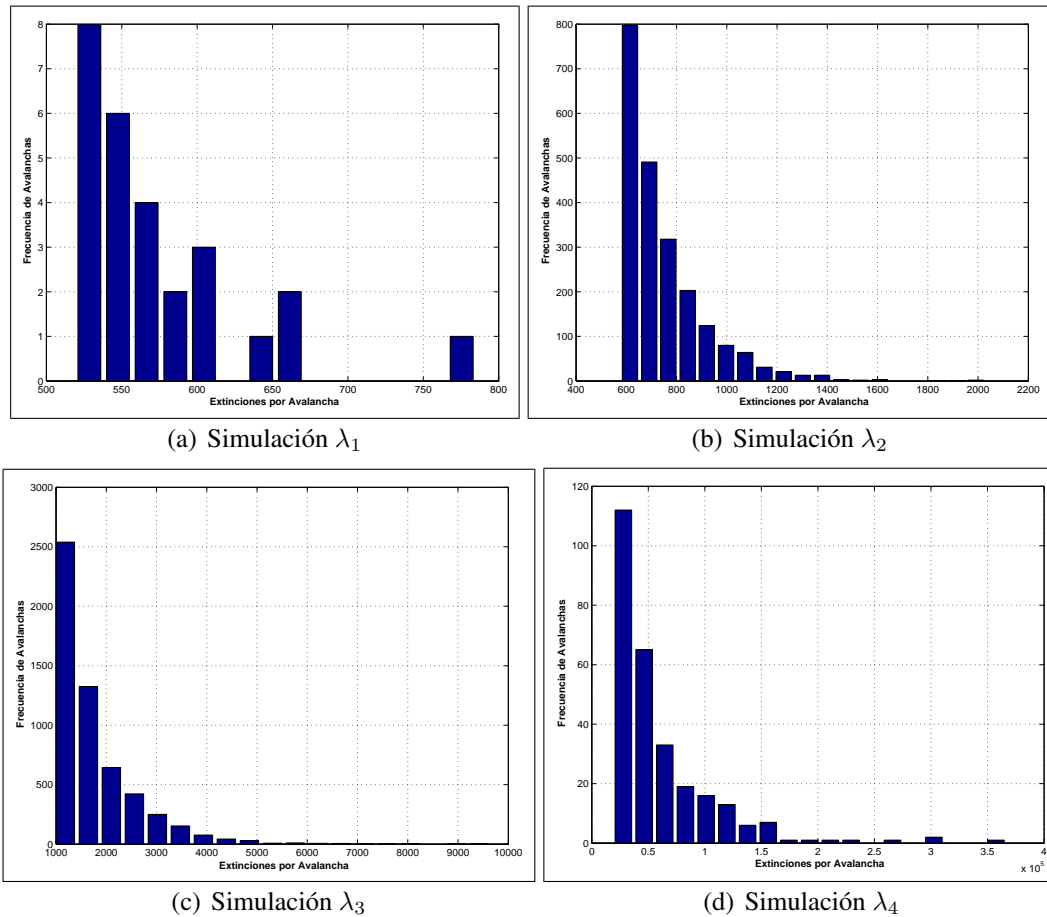 8
7
6
5
4
3
2
1
0
500 550 600 650 700 750 800
Frecuencia de Avalanchas
Extinciones por Avalancha
(a) Simulación λ1
800
700
600
500
400
300
200
100
0
400 600 800 1000 1200 1400 1600 1800 2000 2200
Frecuencia de Avalanchas
Extinciones por Avalancha
(b) Simulación λ2
3000
2500
2000
1500
1000
500
0
1000 2000 3000 4000 5000 6000 7000 8000 9000 10000
Frecuencia de Avalanchas
Extinciones por Avalancha
(c) Simulación λ3
120
100
80
60
40
20
0
0 0.5 1 1.5 2 2.5 3 3.5 4
x 10^5
Frecuencia de Avalanchas
Extinciones por Avalancha
(d) Simulación λ4